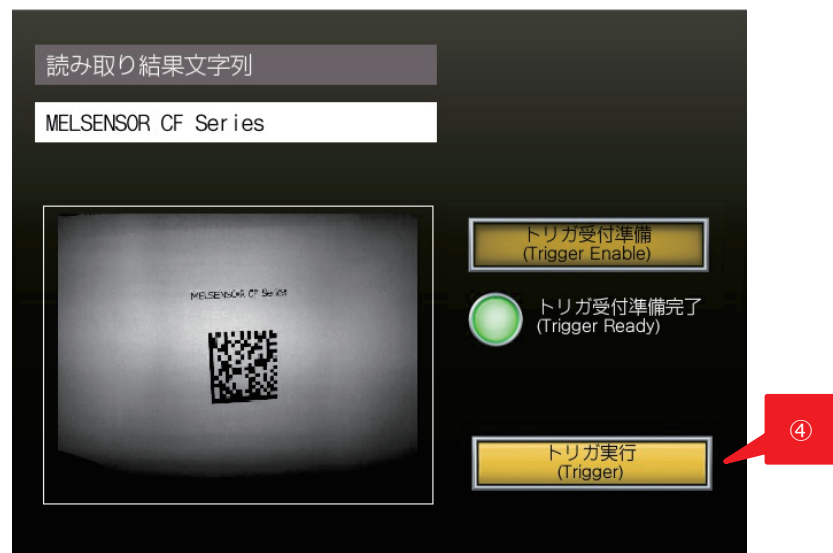 読み取り結果文字列
MELSENSOR CF Series
MELSENSOR CF Series
トリガ受付準備
(Trigger Enable)
トリガ受付準備完了
(Trigger Ready)
④
トリガ実行
(Trigger)